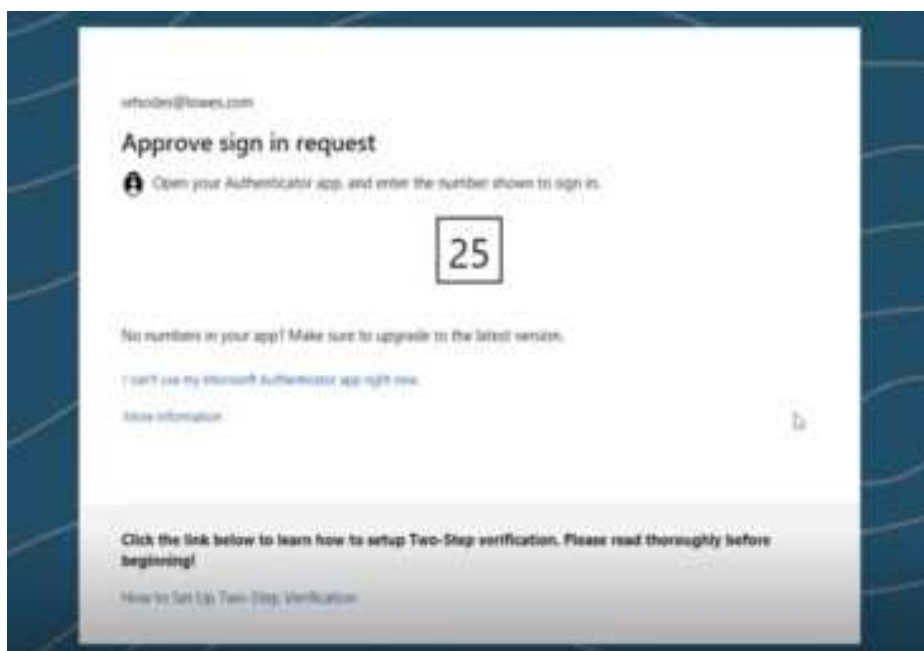 orhodes@lowes.com
Approve sign in request
Open your Authenticator app, and enter the number shown to sign in.
25
No numbers in your app? Make sure to upgrade to the latest version.
I can't use my Microsoft Authenticator app right now
More information
Click the link below to learn how to setup Two-Step verification. Please read thoroughly before
beginning!
How to Set Up Two-Step Verification